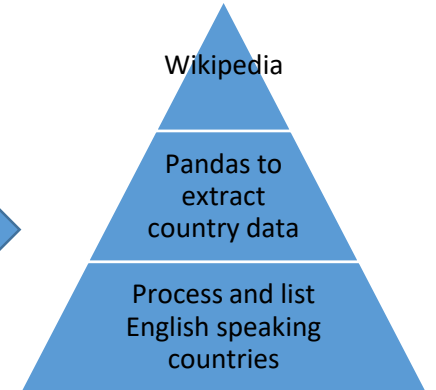 Wikipedia
Pandas to
extract
country data
Process and list
English speaking
countries